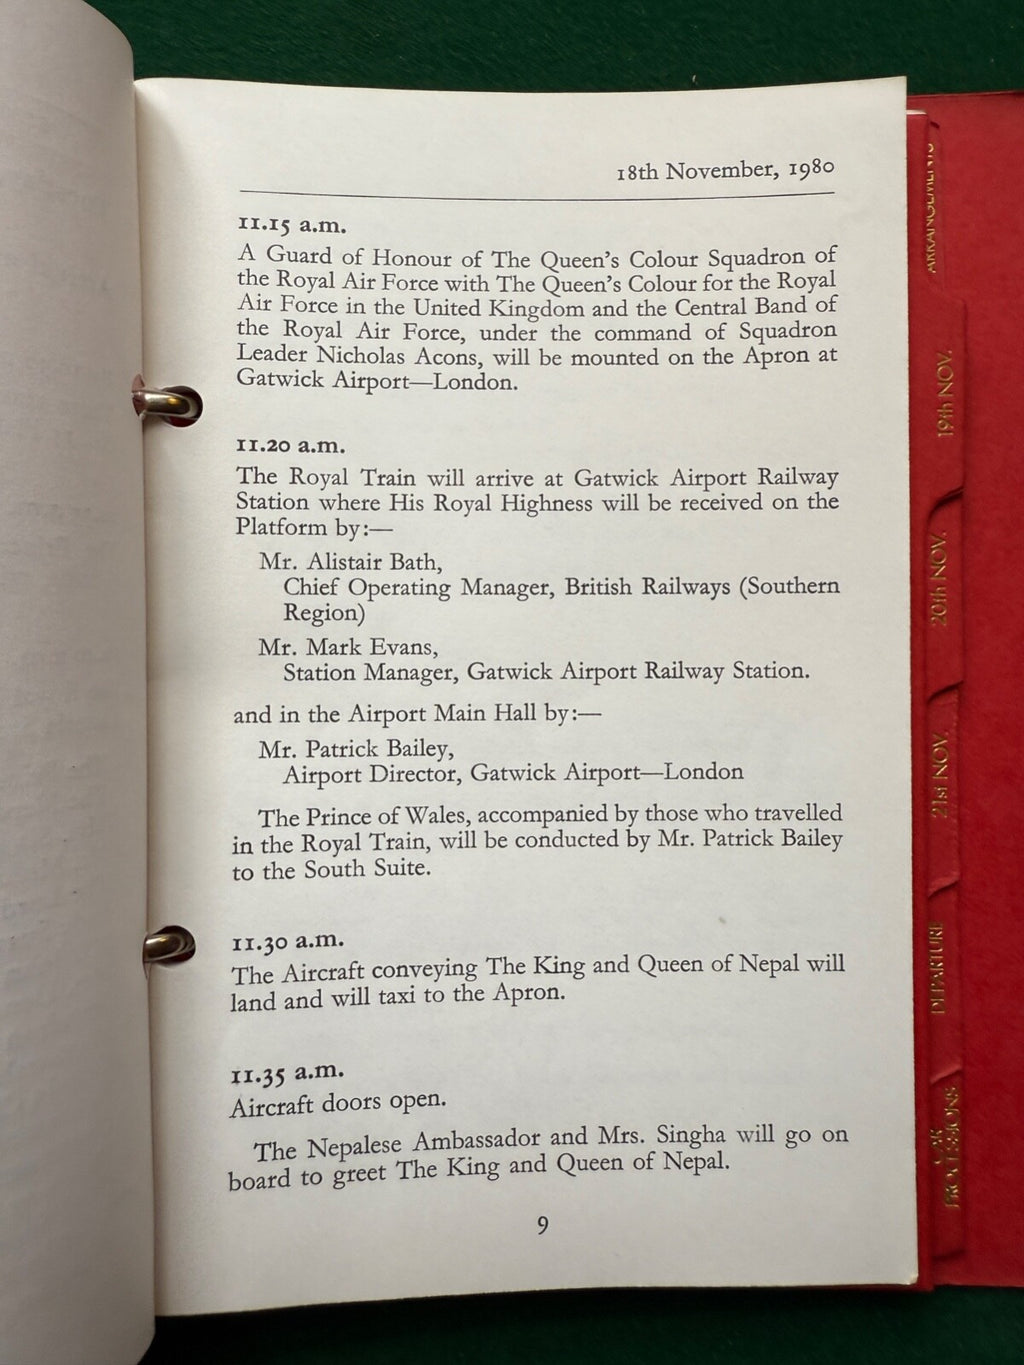 18th November, 1980
11.15 a.m.
A Guard of Honour of The Queen's Colour Squadron of
the Royal Air Force with The Queen's Colour for the Royal
Air Force in the United Kingdom and the Central Band of
the Royal Air Force, under the command of Squadron
Leader Nicholas Acons, will be mounted on the Apron at
Gatwick Airport—London.
11.20 a.m.
The Royal Train will arrive at Gatwick Airport Railway
Station where His Royal Highness will be received on the
Platform by:—
Mr. Alistair Bath,
Chief Operating Manager, British Railways (Southern
Region)
Mr. Mark Evans,
Station Manager, Gatwick Airport Railway Station.
and in the Airport Main Hall by:—
Mr. Patrick Bailey,
Airport Director, Gatwick Airport—London
The Prince of Wales, accompanied by those who travelled
in the Royal Train, will be conducted by Mr. Patrick Bailey
to the South Suite.
11.30 a.m.
The Aircraft conveying The King and Queen of Nepal will
land and will taxi to the Apron.
11.35 a.m.
Aircraft doors open.
The Nepalese Ambassador and Mrs. Singha will go on
board to greet The King and Queen of Nepal.
9
ARRANGEMENTS
19th NOV.
20th NOV.
21st NOV.
DEPARTURE
CAR
PROCESSIONS